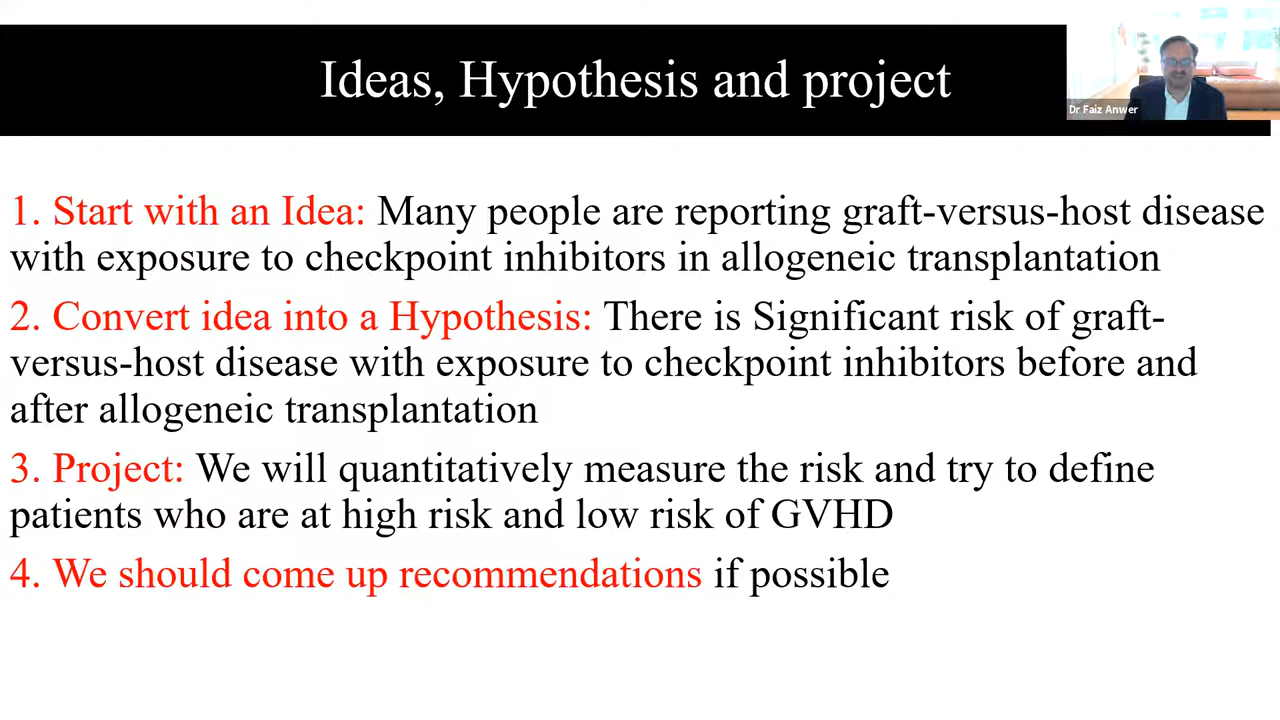 Ideas, Hypothesis and project
Dr Faiz Anwer
1. Start with an Idea: Many people are reporting graft-versus-host disease
with exposure to checkpoint inhibitors in allogeneic transplantation
2. Convert idea into a Hypothesis: There is Significant risk of graft-
versus-host disease with exposure to checkpoint inhibitors before and
after allogeneic transplantation
3. Project: We will quantitatively measure the risk and try to define
patients who are at high risk and low risk of GVHD
4. We should come up recommendations if possible